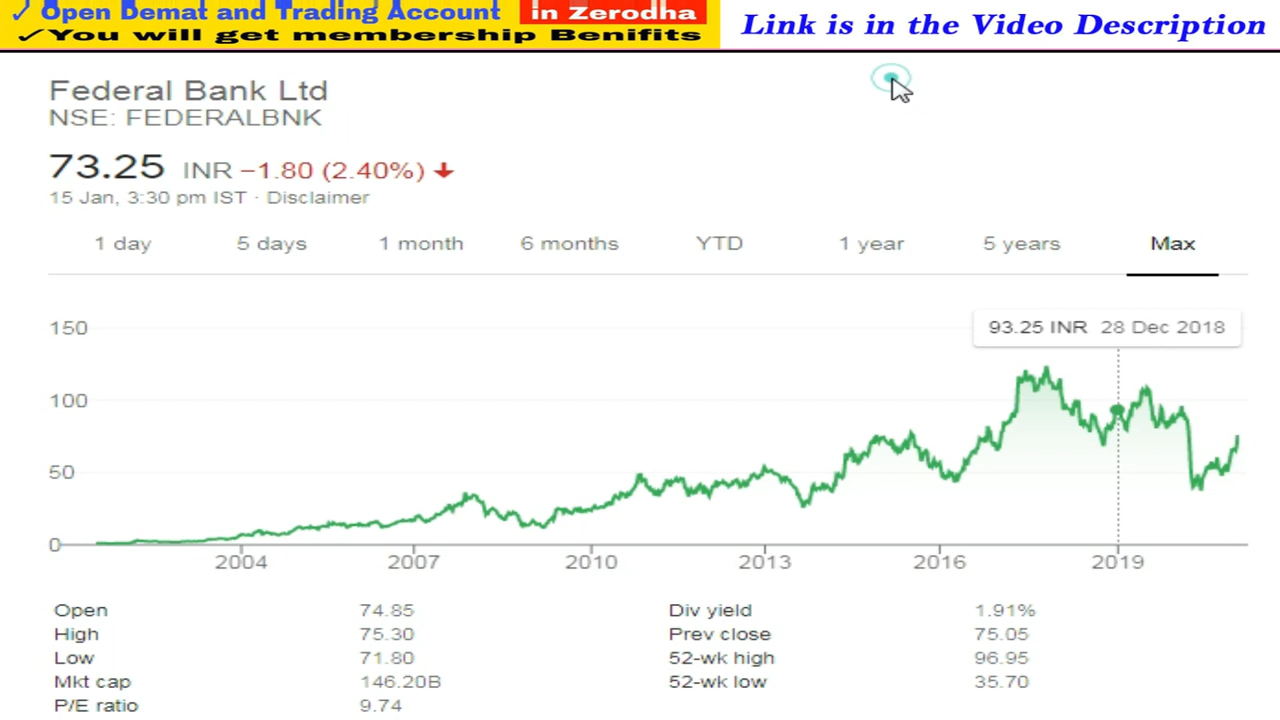 ✓ Open Demat and Trading Account in Zerodha
✓You will get membership Benifits
Link is in the Video Description
Federal Bank Ltd
NSE: FEDERALBNK
73.25 INR −1.80 (2.40%) ↓
15 Jan, 3:30 pm IST · Disclaimer
1 day 5 days 1 month 6 months YTD 1 year 5 years Max
93.25 INR 28 Dec 2018
150
100
50
0
2004 2007 2010 2013 2016 2019
Open 74.85 Div yield 1.91%
High 75.30 Prev close 75.05
Low 71.80 52-wk high 96.95
Mkt cap 146.20B 52-wk low 35.70
P/E ratio 9.74